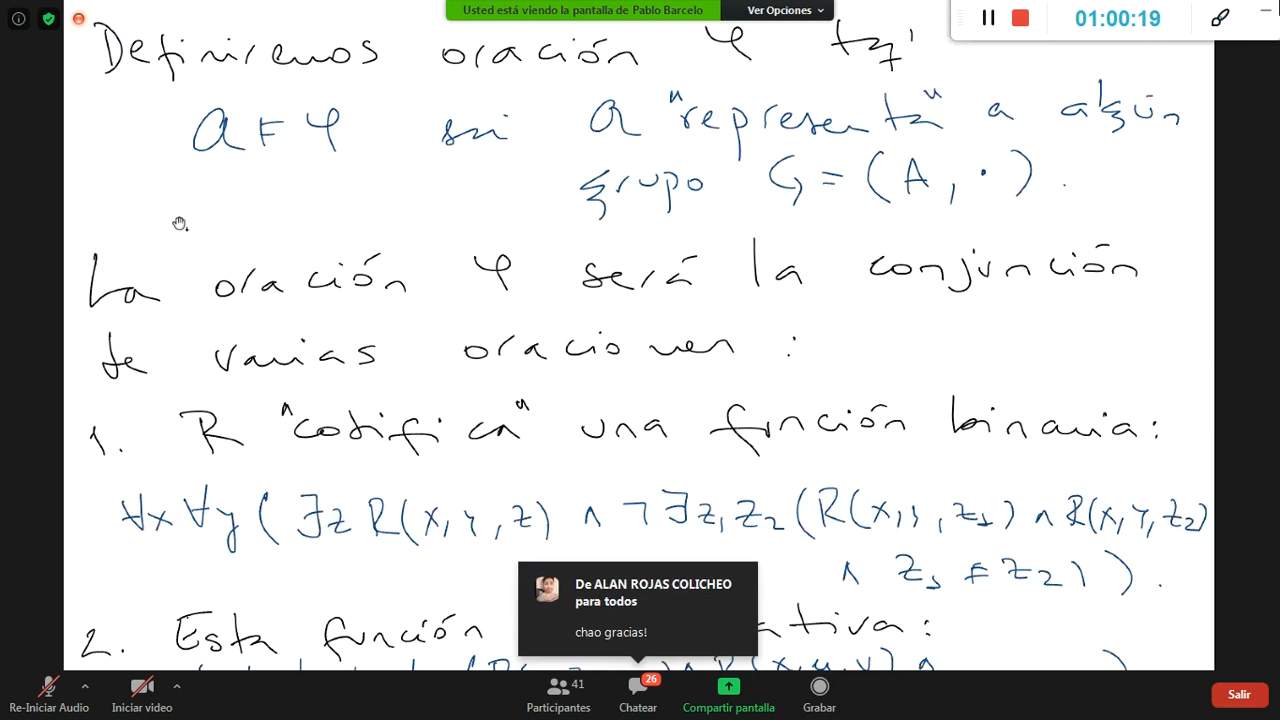 Usted está viendo la pantalla de Pablo Barcelo
Ver Opciones
01:00:19
Definiremos oración φ tq'
𝒜 ⊨ φ ssi 𝒜 "representa" a algún
grupo G = (A, ·).
La oración φ será la conjunción
de varias oraciones:
1. R "codifica" una función binaria:
∀x ∀y ( ∃z R(x, y, z) ∧ ¬∃z₁ z₂ (R(x, y, z₁) ∧ R(x, y, z₂)
∧ z₁ ≠ z₂ ) ).
De ALAN ROJAS COLICHEO
para todos
chao gracias!
2. Esta función ativa:
Re-Iniciar Audio
Iniciar video
41
Participantes
26
Chatear
Compartir pantalla
Grabar
Salir